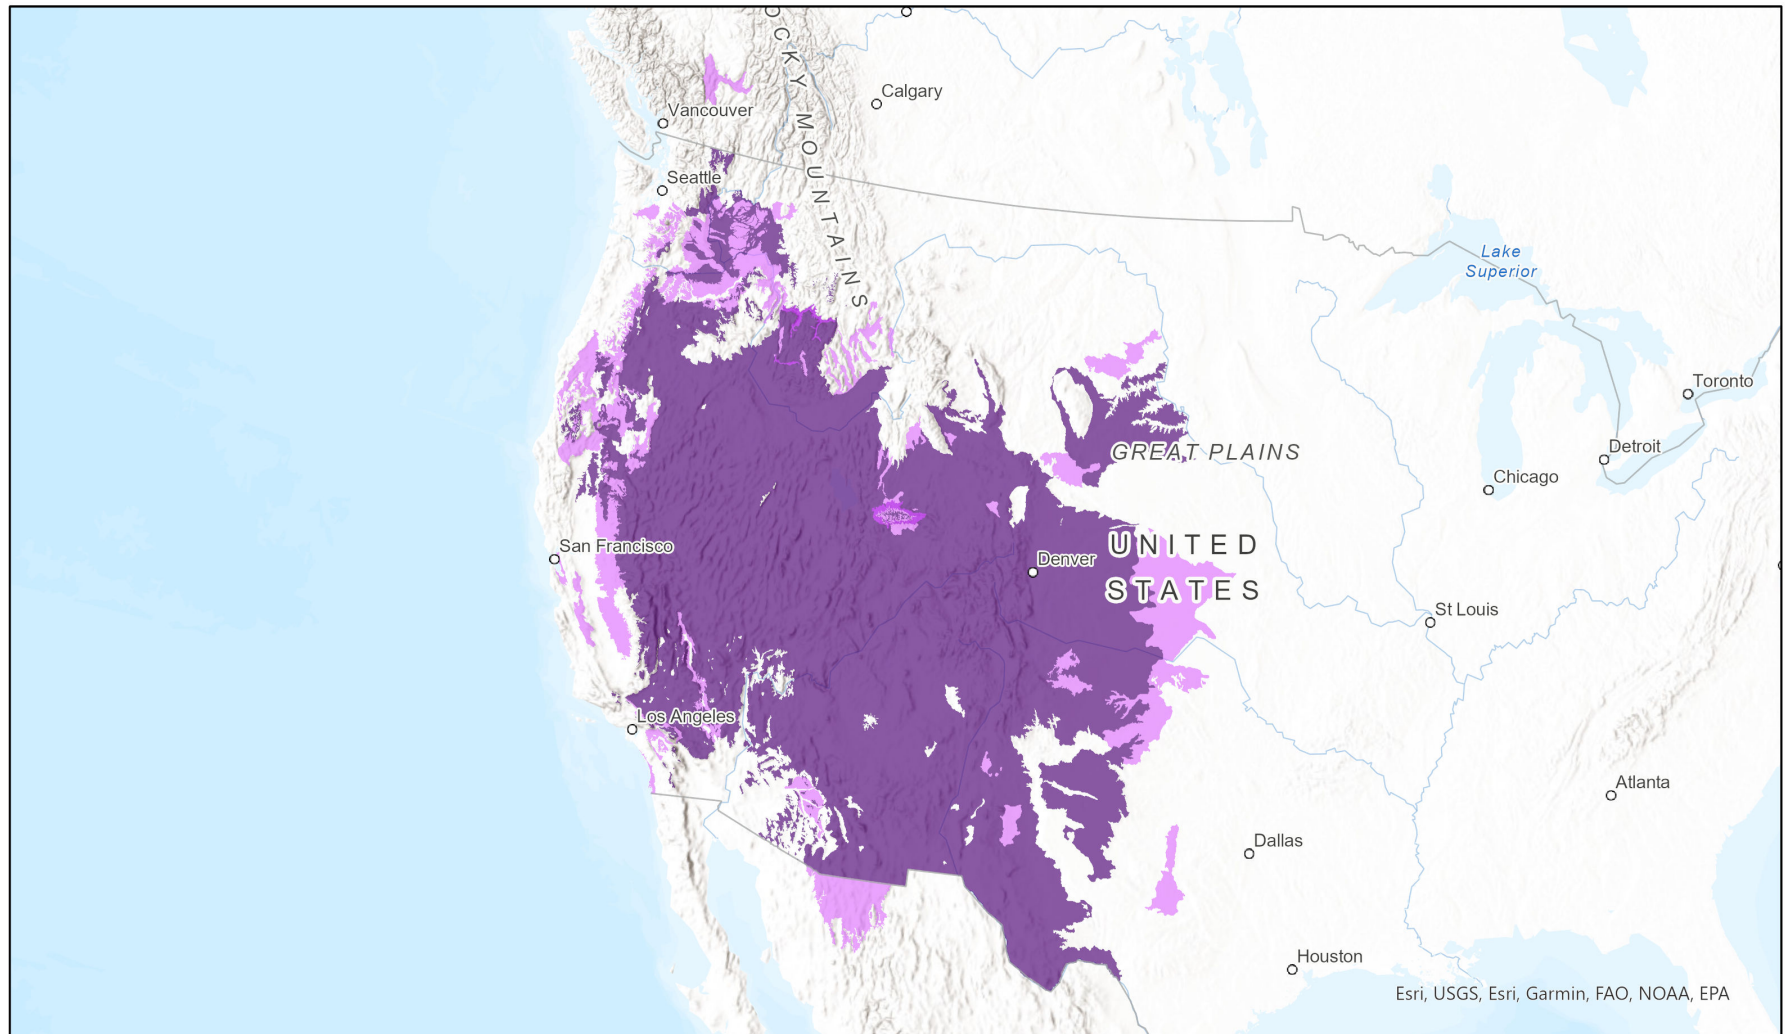 OCKY MOUNTAINS
Calgary
Vancouver
Seattle
Lake
Superior
Toronto
Detroit
GREAT PLAINS
Chicago
San Francisco
Denver
UNITED
STATES
St Louis
Los Angeles
Atlanta
Dallas
Houston
Esri, USGS, Esri, Garmin, FAO, NOAA, EPA